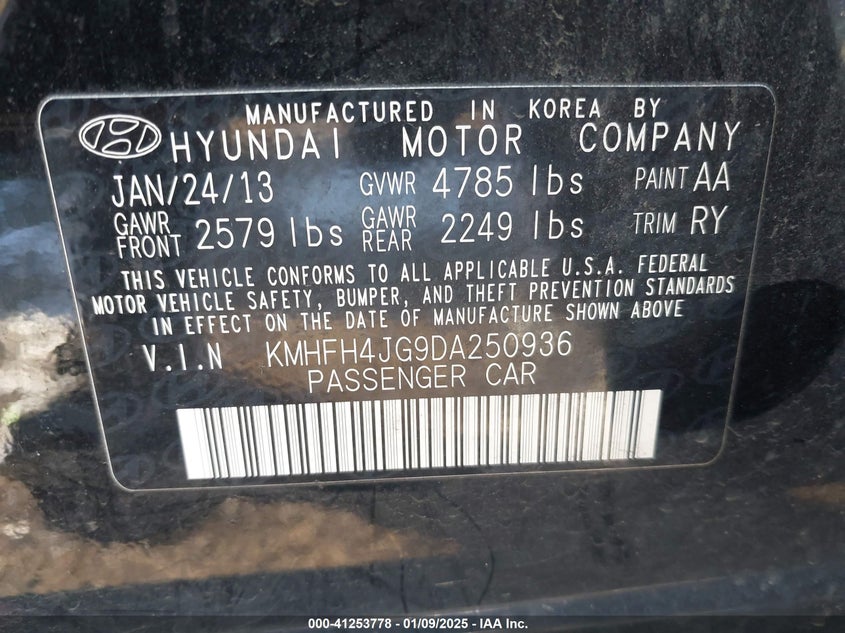 MANUFACTURED IN KOREA BY
HYUNDAI MOTOR COMPANY
JAN/24/13 GVWR 4785 lbs PAINT AA
GAWR FRONT 2579 lbs GAWR REAR 2249 lbs TRIM RY
THIS VEHICLE CONFORMS TO ALL APPLICABLE U.S.A. FEDERAL
MOTOR VEHICLE SAFETY, BUMPER, AND THEFT PREVENTION STANDARDS
IN EFFECT ON THE DATE OF MANUFACTURE SHOWN ABOVE
V.I.N KMHFH4JG9DA250936
PASSENGER CAR
000-41253778 - 01/09/2025 - IAA Inc.